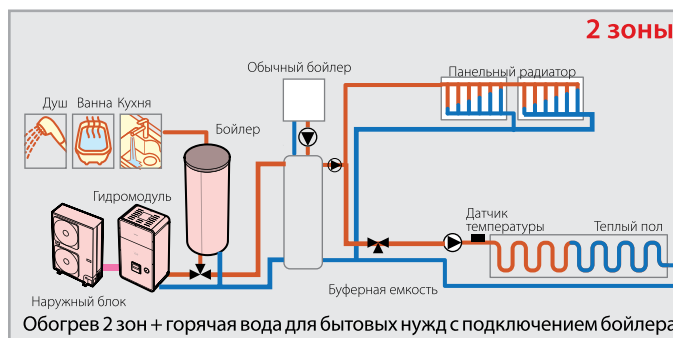 2 зоны
Обычный бойлер
Панельный радиатор
Душ
Ванна
Кухня
Бойлер
Гидромодуль
Датчик
температуры
Теплый пол
Наружный блок
Буферная емкость
Обогрев 2 зон + горячая вода для бытовых нужд с подключением бойлера